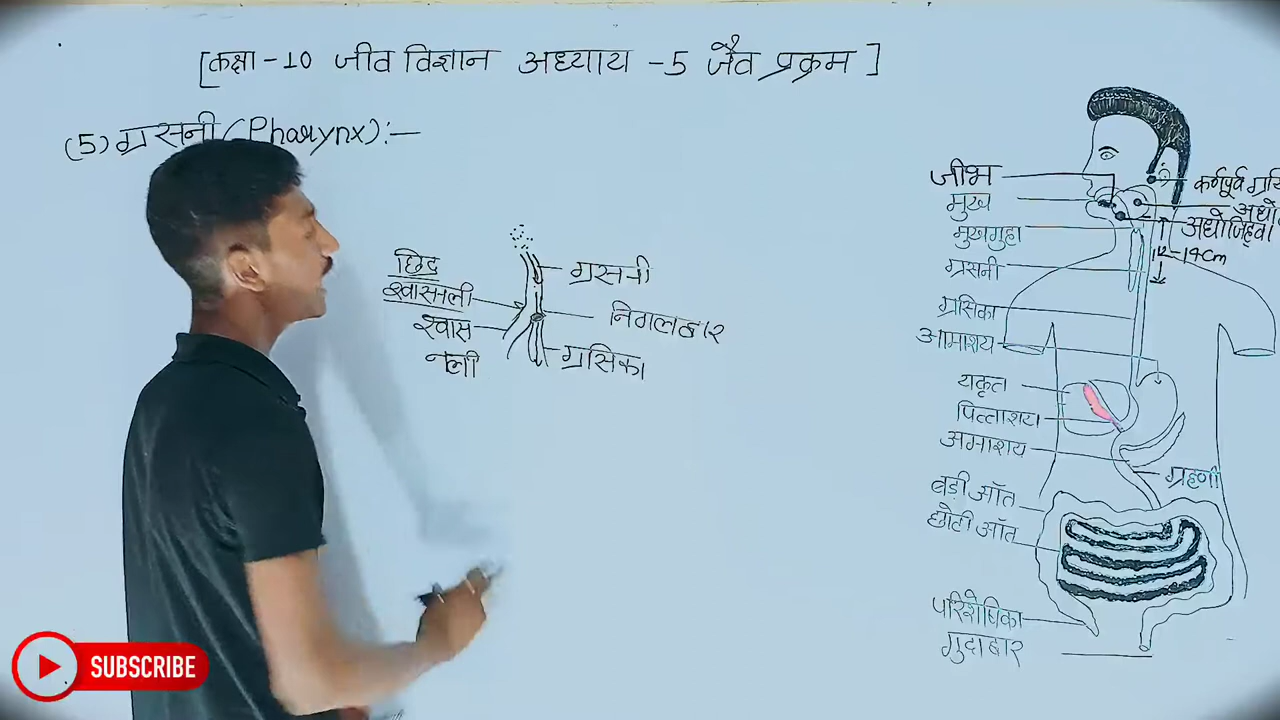 [कक्षा -10 जीव विज्ञान अध्याय -5 जैव प्रक्रम]
(5) ग्रसनी (Pharynx):-
छिद्र
श्वासनली
श्वास
नली
ग्रसनी
निगलद्वार
ग्रसिका
जीभ
मुख
मुखगुहा
ग्रसनी
ग्रसिका
आमाशय
यकृत
पित्ताशय
अमाशय
बड़ी आँत
छोटी आँत
परिशेषिका
गुदाद्वार
कर्णपूर्व ग्रं
अधो
अधोजिह्वा
12-14cm
ग्रहणी
SUBSCRIBE